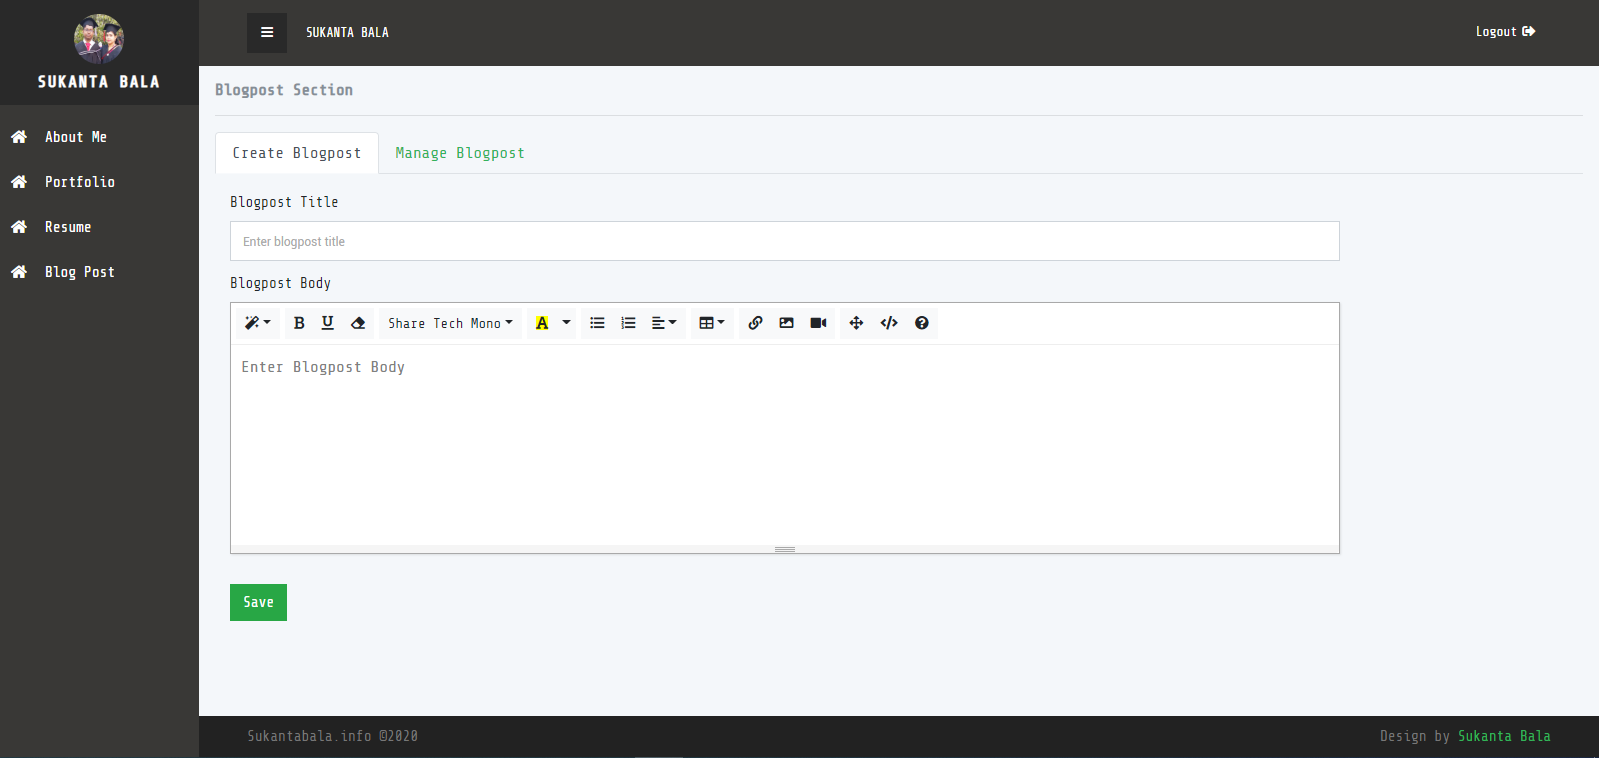 SUKANTA BALA
About Me
Portfolio
Resume
Blog Post
SUKANTA BALA
Logout
Blogpost Section
Create Blogpost
Manage Blogpost
Blogpost Title
Enter blogpost title
Blogpost Body
B U Share Tech Mono A
Enter Blogpost Body
Save
Sukantabala.info ©2020
Design by Sukanta Bala